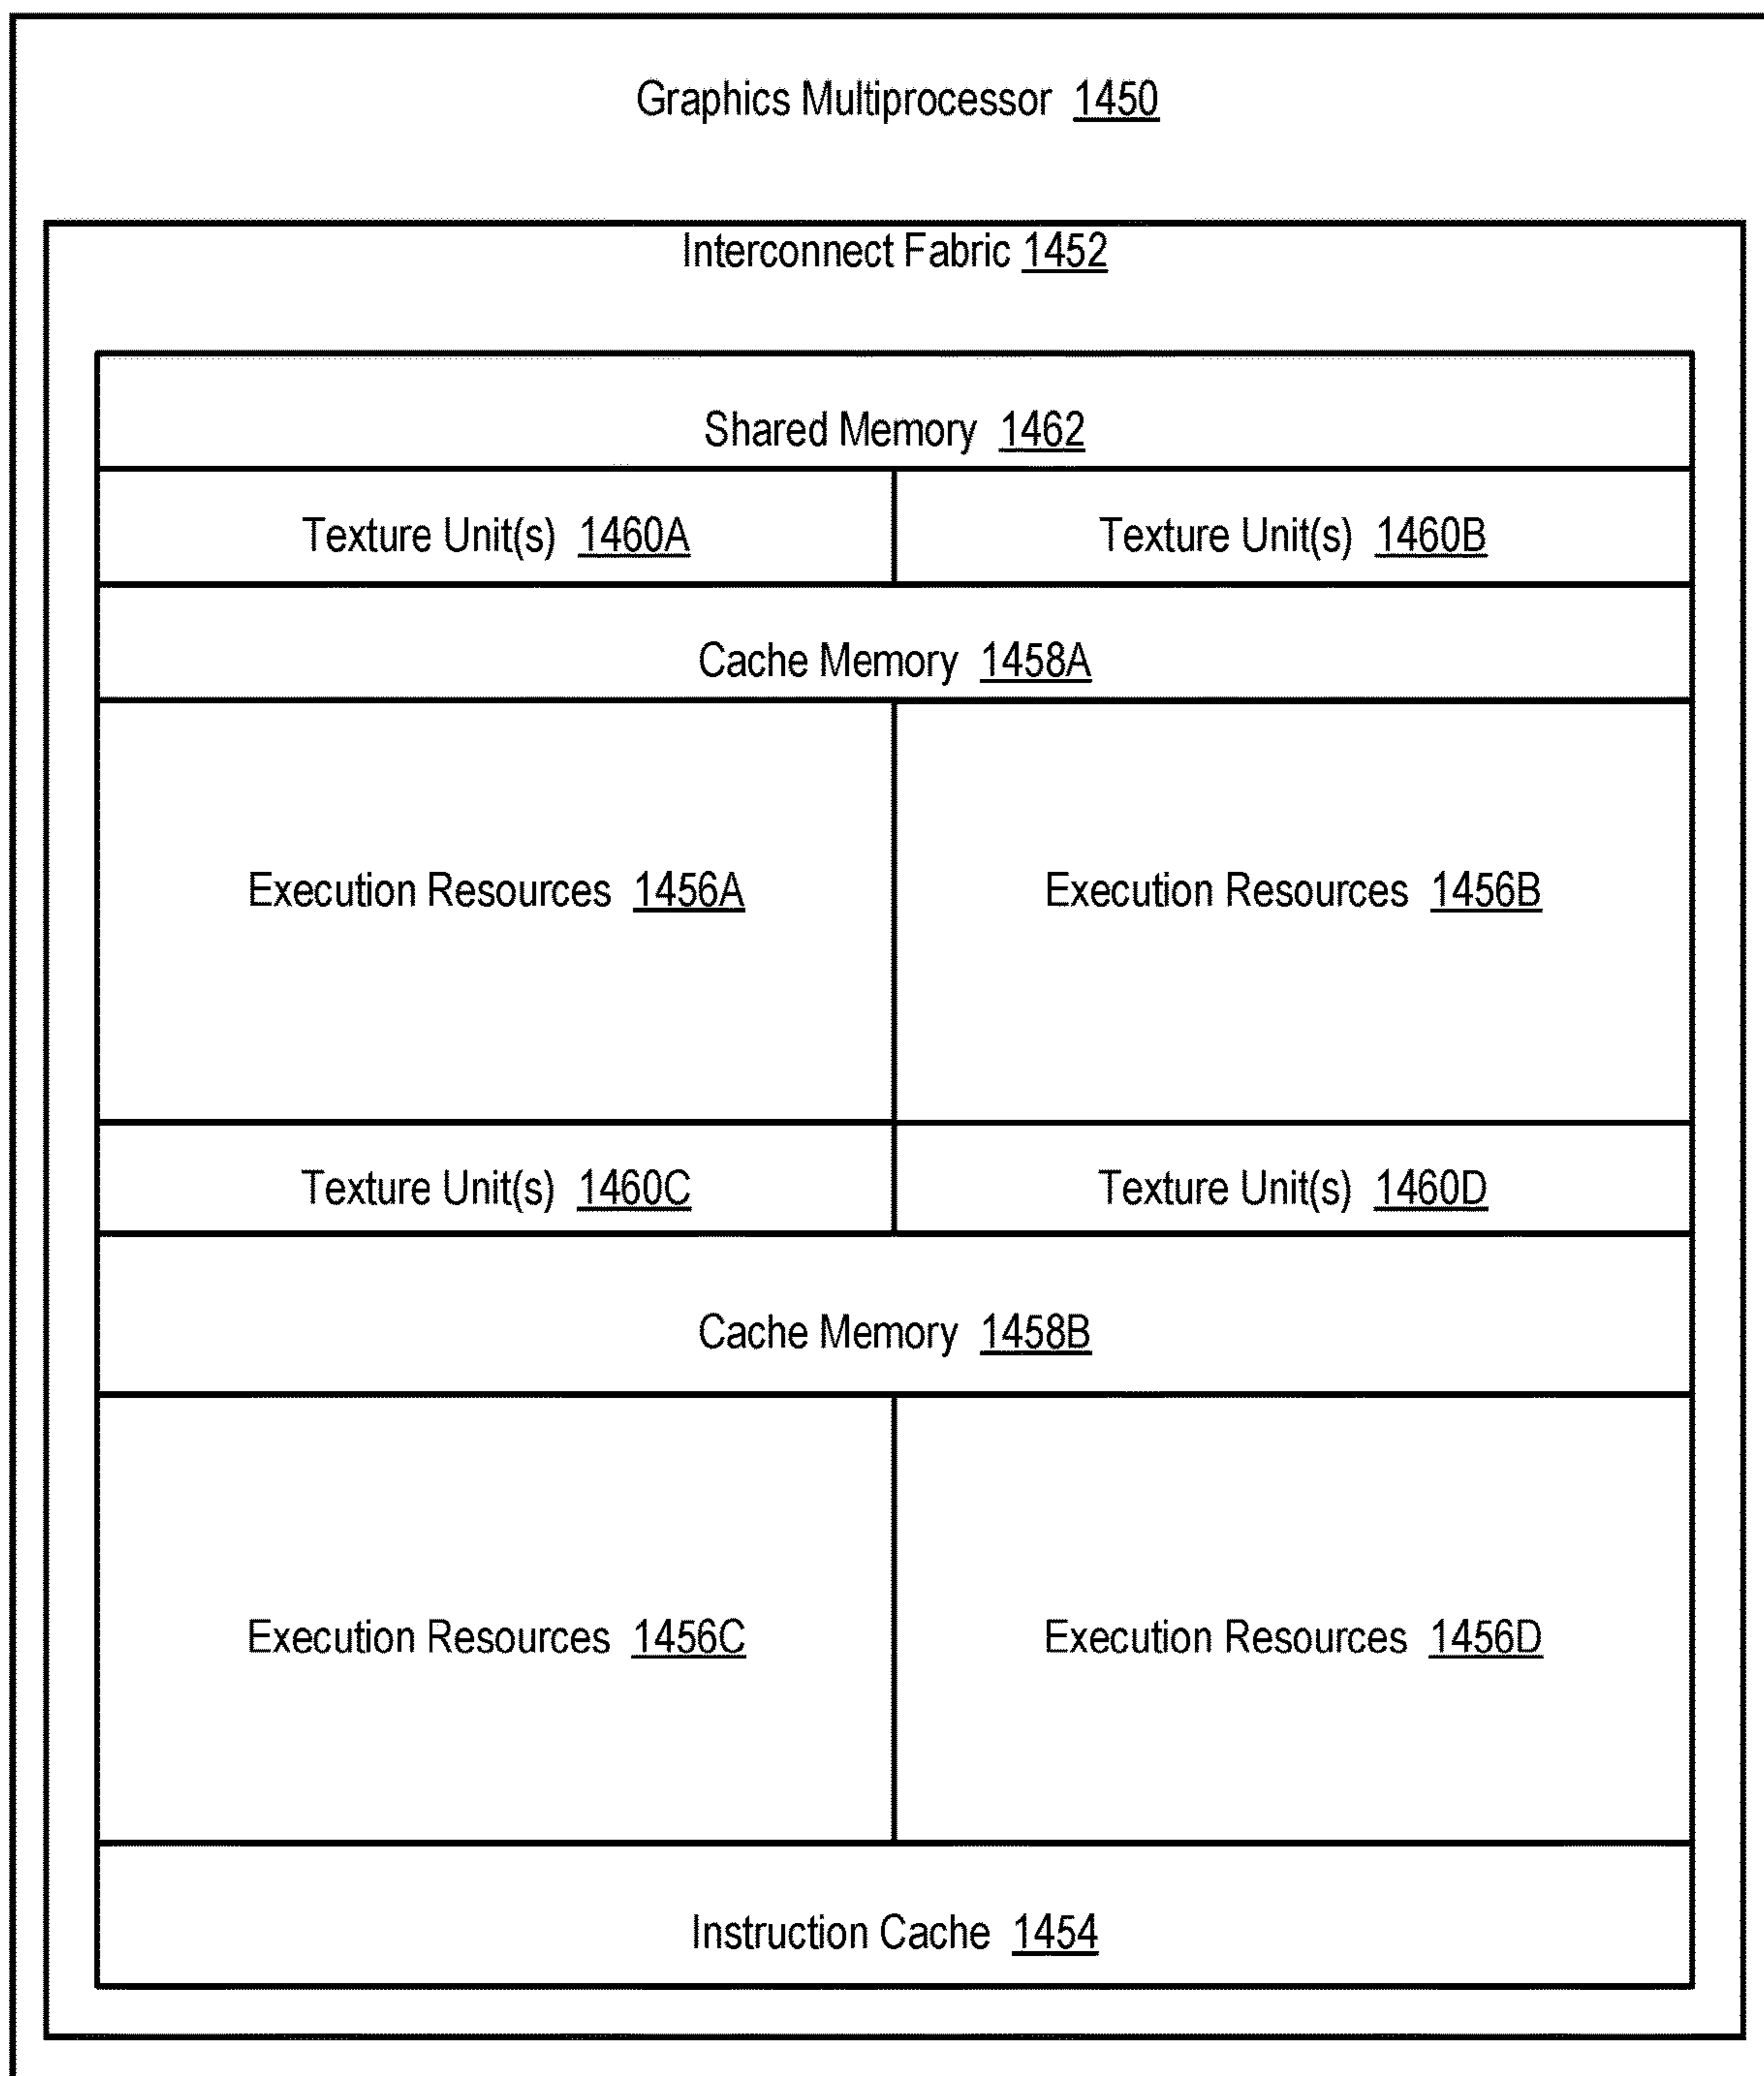 Graphics Multiprocessor 1450
Interconnect Fabric 1452
Shared Memory 1462
Texture Unit(s) 1460A
Texture Unit(s) 1460B
Cache Memory 1458A
Execution Resources 1456A
Execution Resources 1456B
Texture Unit(s) 1460C
Texture Unit(s) 1460D
Cache Memory 1458B
Execution Resources 1456C
Execution Resources 1456D
Instruction Cache 1454